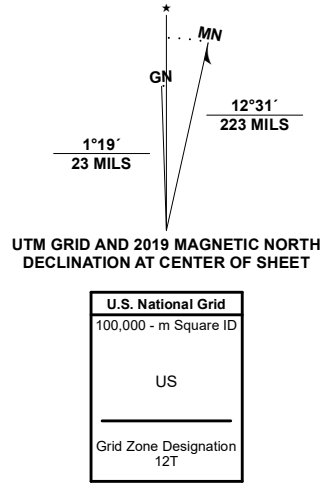 ★
MN
GN
12°31´
223 MILS
1°19´
23 MILS
UTM GRID AND 2019 MAGNETIC NORTH
DECLINATION AT CENTER OF SHEET
U.S. National Grid
100,000 - m Square ID
US
Grid Zone Designation
12T